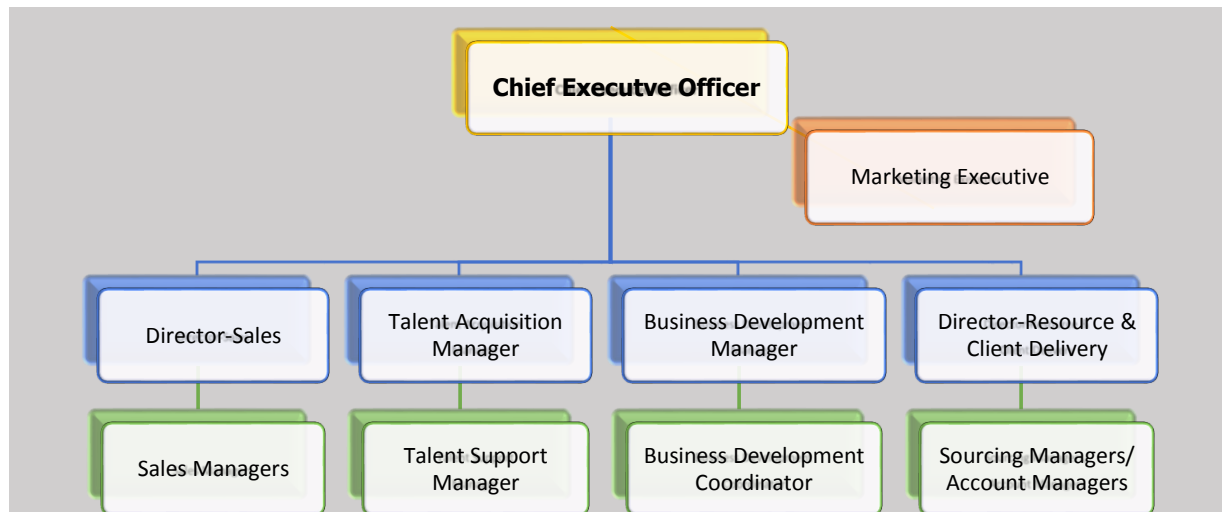 Chief Executve Officer
Marketing Executive
Director-Sales
Talent Acquisition
Manager
Business Development
Manager
Director-Resource &
Client Delivery
Sales Managers
Talent Support
Manager
Business Development
Coordinator
Sourcing Managers/
Account Managers